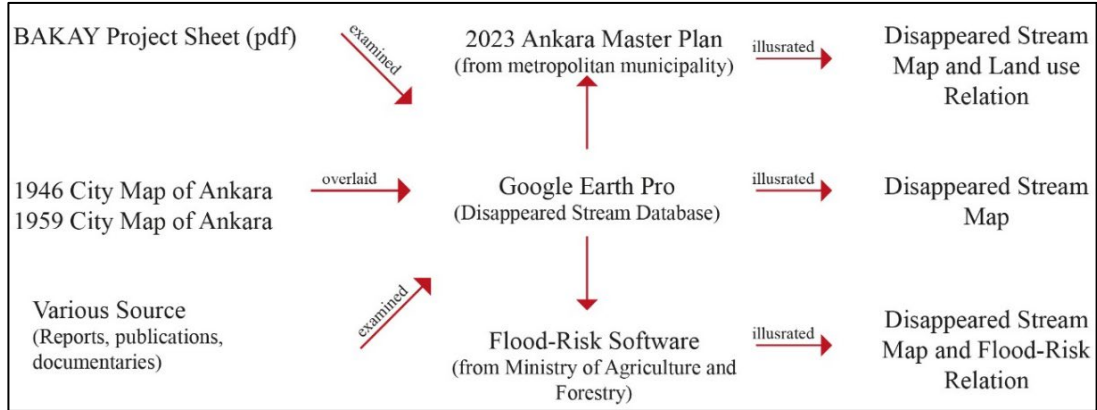 BAKAY Project Sheet (pdf)
examined
2023 Ankara Master Plan
(from metropolitan municipality)
illusrated
Disappeared Stream
Map and Land use
Relation
1946 City Map of Ankara
1959 City Map of Ankara
overlaid
Google Earth Pro
(Disappeared Stream Database)
illusrated
Disappeared Stream
Map
Various Source
(Reports, publications,
documentaries)
examined
Flood-Risk Software
(from Ministry of Agriculture and
Forestry)
illusrated
Disappeared Stream
Map and Flood-Risk
Relation